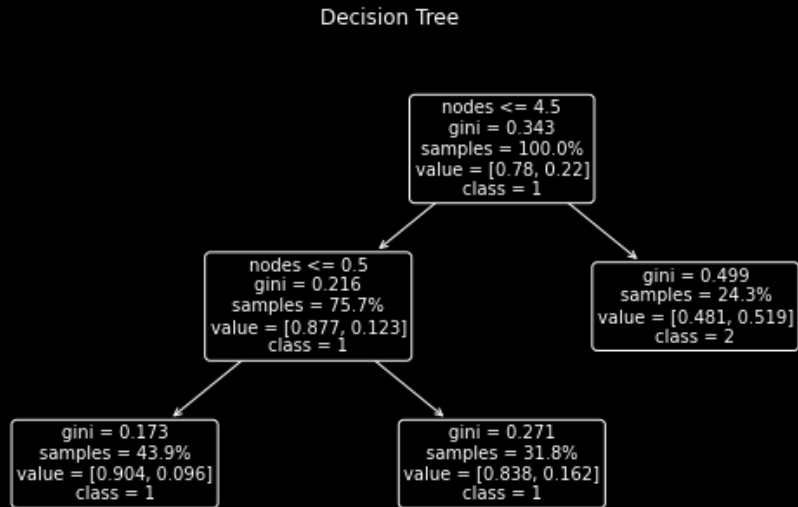 Decision Tree
nodes <= 4.5
gini = 0.343
samples = 100.0%
value = [0.78, 0.22]
class = 1
nodes <= 0.5
gini = 0.216
samples = 75.7%
value = [0.877, 0.123]
class = 1
gini = 0.499
samples = 24.3%
value = [0.481, 0.519]
class = 2
gini = 0.173
samples = 43.9%
value = [0.904, 0.096]
class = 1
gini = 0.271
samples = 31.8%
value = [0.838, 0.162]
class = 1